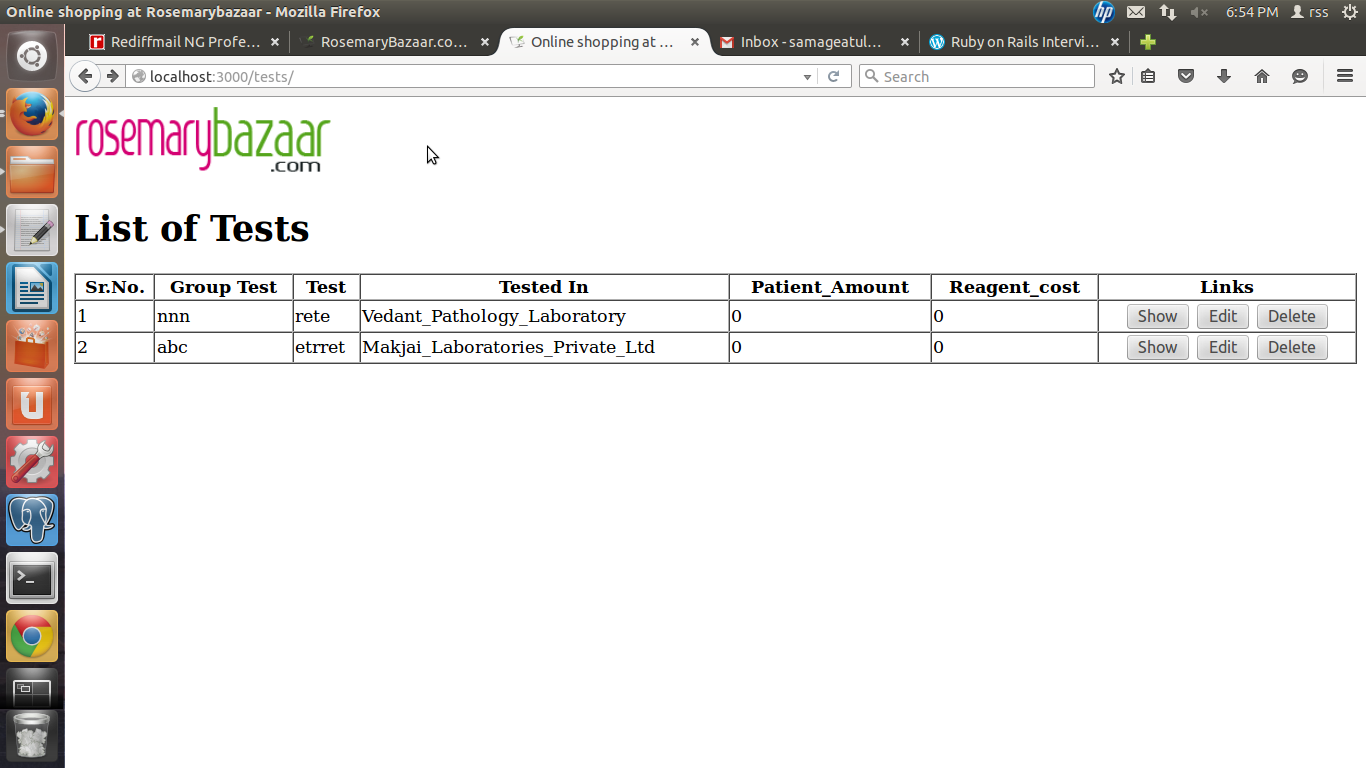 Online shopping at Rosemarybazaar - Mozilla Firefox
hp 6:54 PM rss
Rediffmail NG Profe... RosemaryBazaar.co... Online shopping at ... Inbox - samageatul... Ruby on Rails Intervi...
localhost:3000/tests/ Search
rosemarybazaar
.com
List of Tests
Sr.No. Group Test Test Tested In Patient_Amount Reagent_cost Links
1 nnn rete Vedant_Pathology_Laboratory 0 0 Show Edit Delete
2 abc etrret Makjai_Laboratories_Private_Ltd 0 0 Show Edit Delete